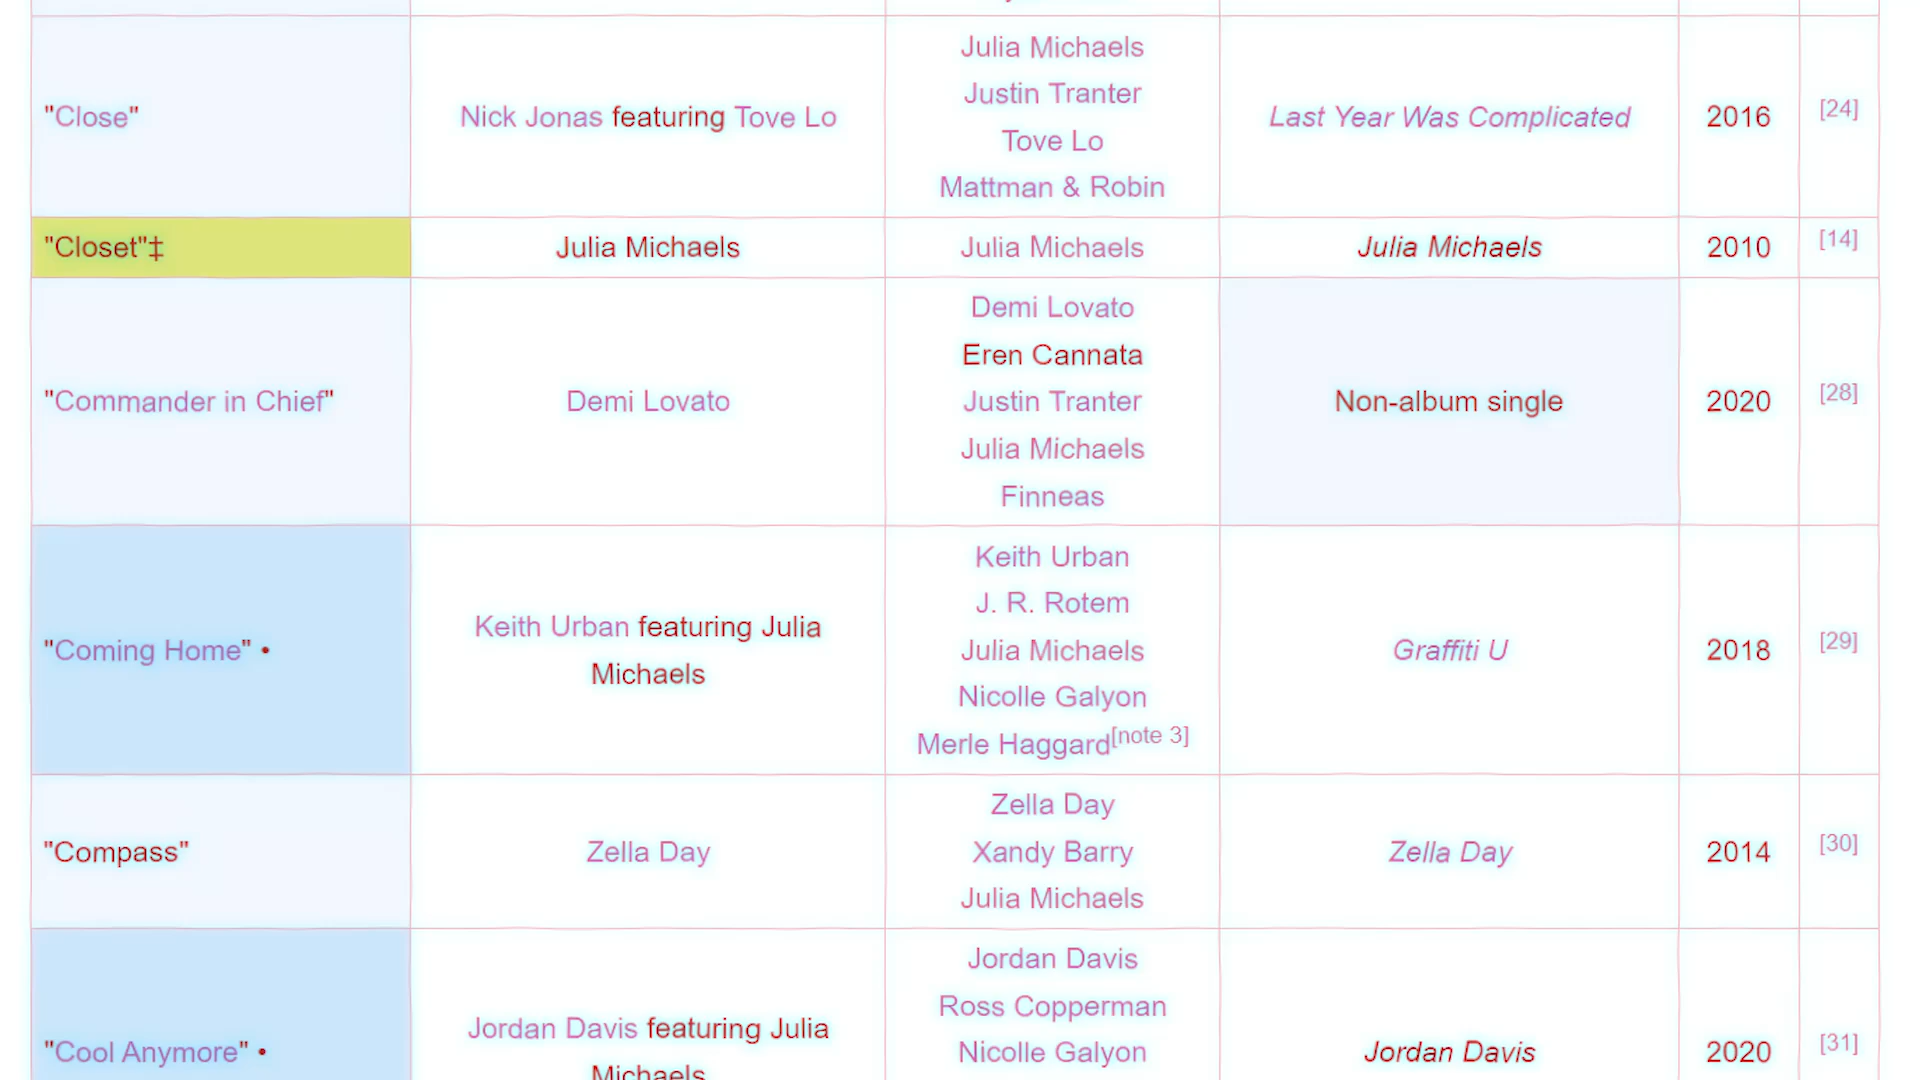 Julia Michaels
Justin Tranter
"Close" Nick Jonas featuring Tove Lo Last Year Was Complicated 2016 [24]
Tove Lo
Mattman & Robin
"Closet"‡ Julia Michaels Julia Michaels Julia Michaels 2010 [14]
Demi Lovato
Eren Cannata
"Commander in Chief" Demi Lovato Justin Tranter Non-album single 2020 [28]
Julia Michaels
Finneas
Keith Urban
J. R. Rotem
Keith Urban featuring Julia
Michaels
"Coming Home" • Julia Michaels Graffiti U 2018 [29]
Nicolle Galyon
Merle Haggard[note 3]
Zella Day
"Compass" Zella Day Xandy Barry Zella Day 2014 [30]
Julia Michaels
Jordan Davis
Ross Copperman
Jordan Davis featuring Julia
Michaels
"Cool Anymore" • Nicolle Galyon Jordan Davis 2020 [31]